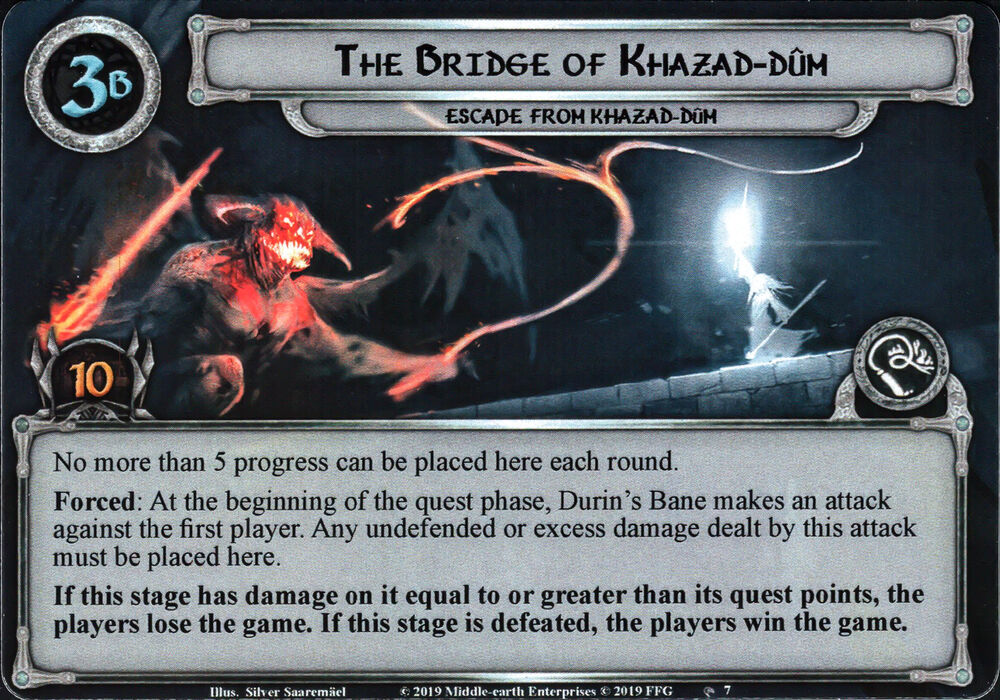 3B
The Bridge of Khazad-dûm
Escape from Khazad-dûm
10
No more than 5 progress can be placed here each round.
Forced: At the beginning of the quest phase, Durin's Bane makes an attack
against the first player. Any undefended or excess damage dealt by this attack
must be placed here.
If this stage has damage on it equal to or greater than its quest points, the
players lose the game. If this stage is defeated, the players win the game.
Illus. Silver Saaremäel © 2019 Middle-earth Enterprises © 2019 FFG 7